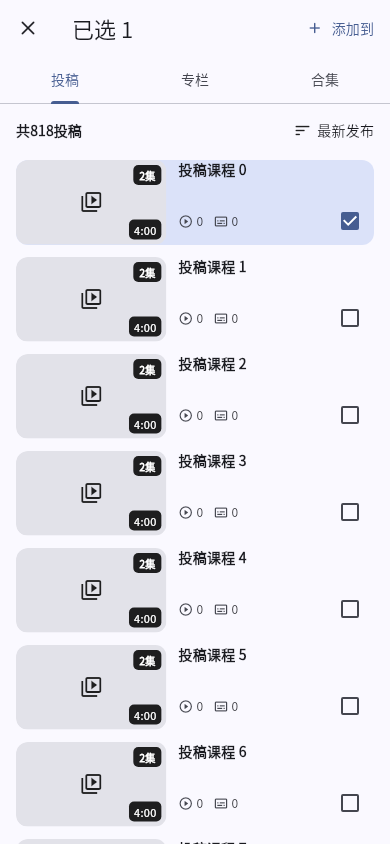 已选 1
添加到
投稿
专栏
合集
共818投稿
最新发布
2集
4:00
投稿课程 0
0 0
2集
4:00
投稿课程 1
0 0
2集
4:00
投稿课程 2
0 0
2集
4:00
投稿课程 3
0 0
2集
4:00
投稿课程 4
0 0
2集
4:00
投稿课程 5
0 0
2集
4:00
投稿课程 6
0 0